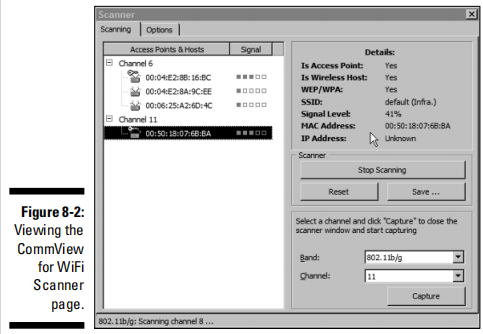 Scanner
Scanning Options
Access Points & Hosts Signal
Channel 6
00:04:E2:8B:16:BC
00:04:E2:8A:9C:EE
00:06:25:A2:6D:4C
Channel 11
00:50:18:07:6B:BA
Details:
Is Access Point: Yes
Is Wireless Host: Yes
WEP/WPA: Yes
SSID: default (Infra.)
Signal Level: 41%
MAC Address: 00:50:18:07:6B:BA
IP Address: Unknown
Scanner
Stop Scanning
Reset Save ...
Select a channel and click "Capture" to close the
scanner window and start capturing
Band: 802.11b/g
Channel: 11
Capture
802.11b/g: Scanning channel 8 ...
Figure 8-2:
Viewing the
CommView
for WiFi
Scanner
page.